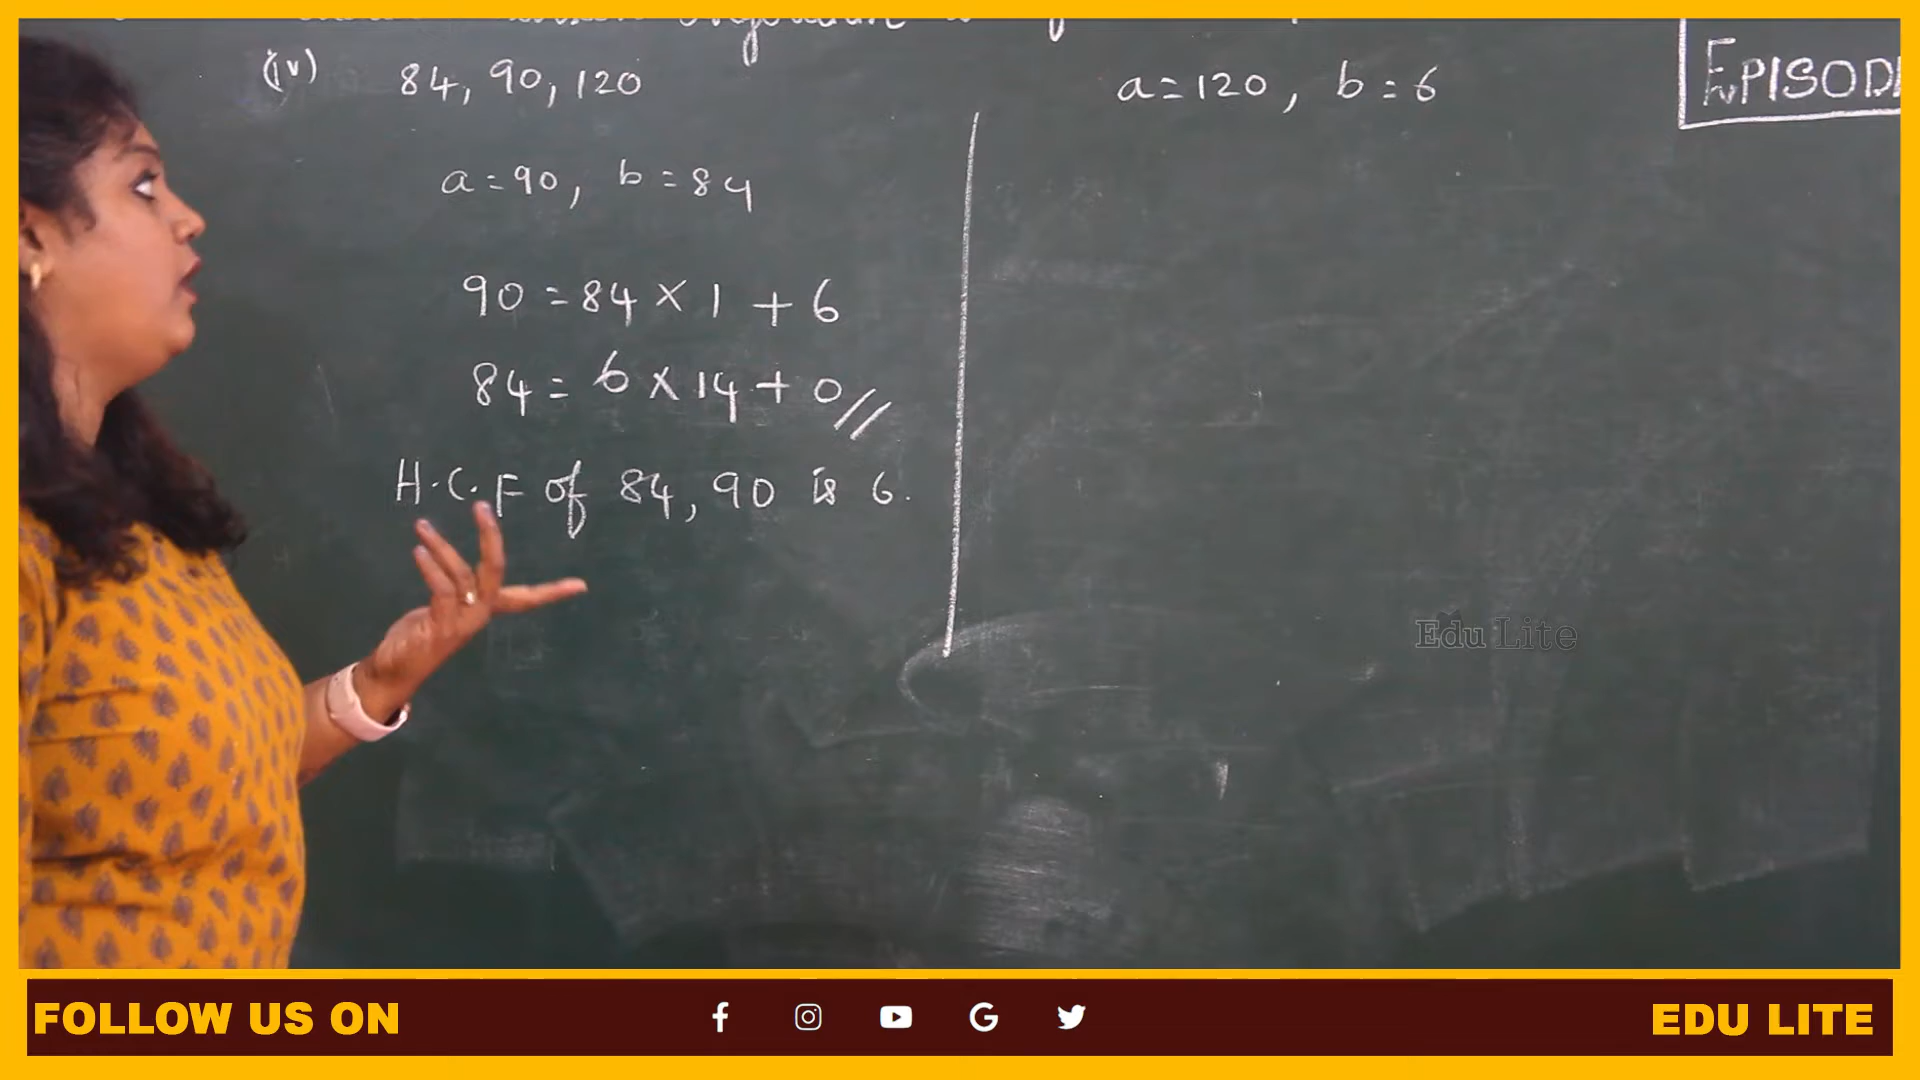 (iv) 84, 90, 120
a = 90, b = 84
90 = 84 × 1 + 6
84 = 6 × 14 + 0 //
H.C.F of 84, 90 is 6.
a = 120, b = 6
EPISODE
Edu Lite
FOLLOW US ON
EDU LITE